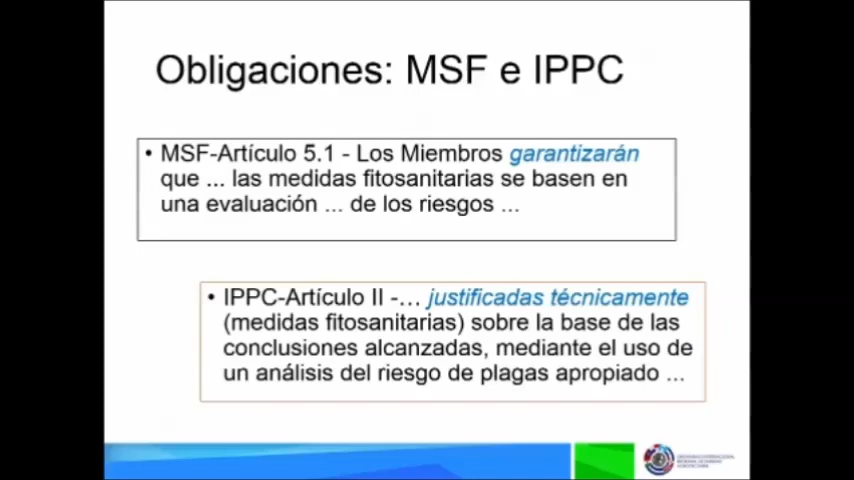 Obligaciones: MSF e IPPC
• MSF-Artículo 5.1 - Los Miembros garantizarán
que ... las medidas fitosanitarias se basen en
una evaluación ... de los riesgos ...
• IPPC-Artículo II -... justificadas técnicamente
(medidas fitosanitarias) sobre la base de las
conclusiones alcanzadas, mediante el uso de
un análisis del riesgo de plagas apropiado ...